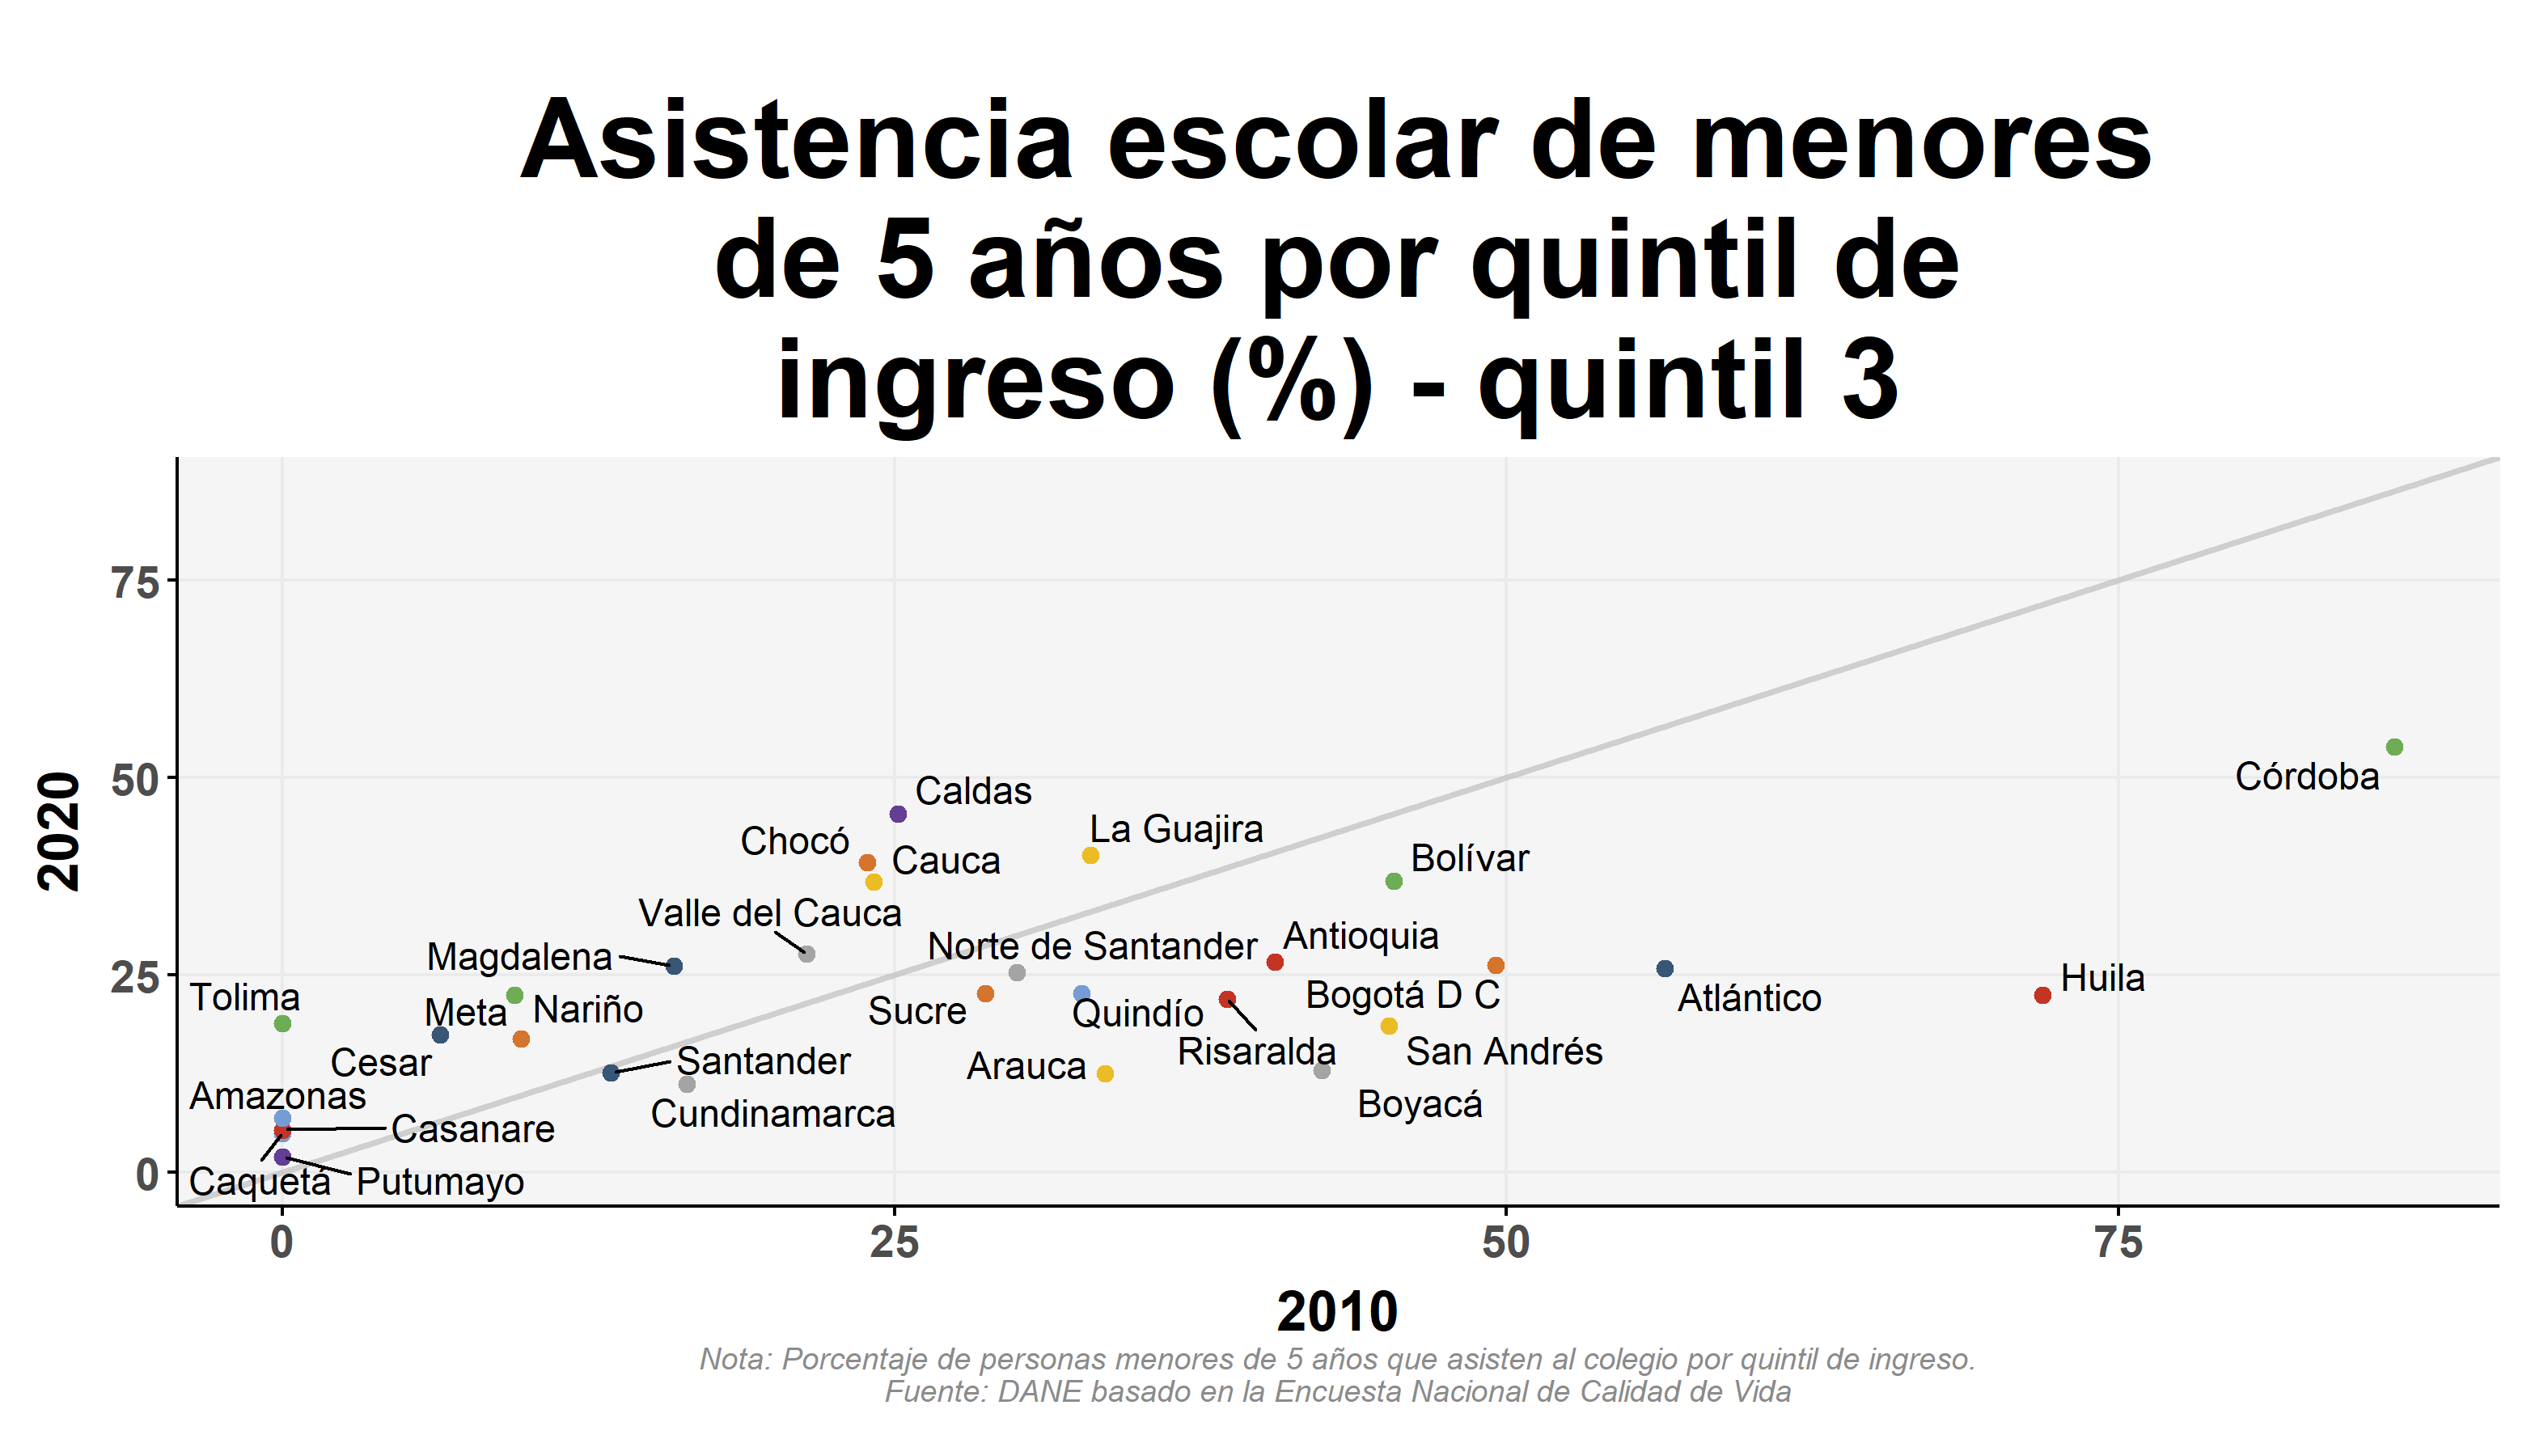 Asistencia escolar de menores
de 5 años por quintil de
ingreso (%) - quintil 3
2020
75
50
25
0
Córdoba
Caldas
La Guajira
Chocó
Cauca
Bolívar
Valle del Cauca
Norte de Santander
Antioquia
Magdalena
Huila
Tolima
Meta
Nariño
Sucre
Quindío
Bogotá D C
Atlántico
Cesar
Santander
Arauca
Risaralda
San Andrés
Amazonas
Cundinamarca
Boyacá
Casanare
Caquetá
Putumayo
0
25
50
75
2010
Nota: Porcentaje de personas menores de 5 años que asisten al colegio por quintil de ingreso.
Fuente: DANE basado en la Encuesta Nacional de Calidad de Vida